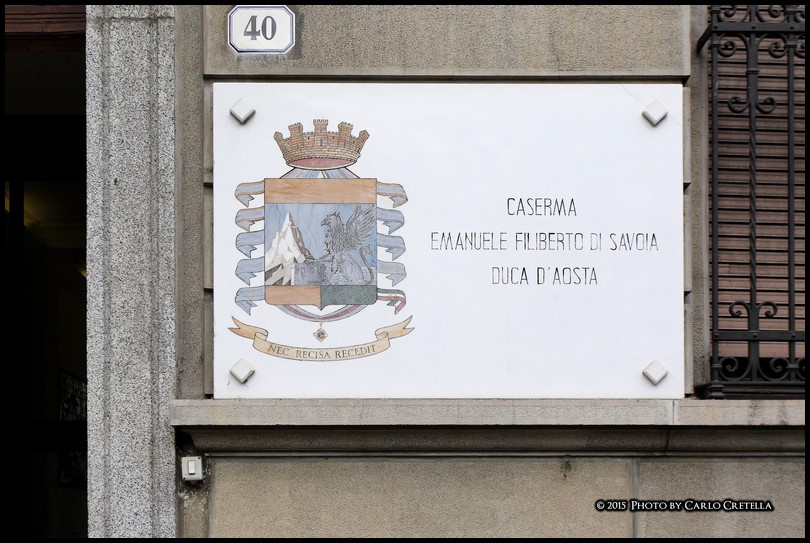 40
CASERMA
EMANUELE FILIBERTO DI SAVOIA
DUCA D'AOSTA
NEC RECISA RECEDIT
© 2015 PHOTO BY CARLO CRETELLA